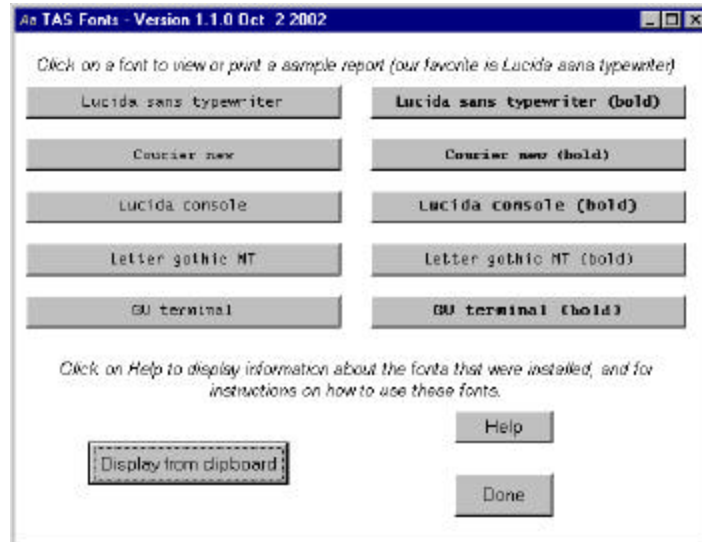 Aa TAS Fonts - Version 1.1.0 Oct 2 2002
Click on a font to view or print a sample report (our favorite is Lucida sans typewriter)
Lucida sans typewriter
Lucida sans typewriter (bold)
Courier new
Courier new (bold)
Lucida console
Lucida console (bold)
Letter gothic MT
Letter gothic MT (bold)
GU terminal
GU terminal (bold)
Click on Help to display information about the fonts that were installed, and for
instructions on how to use these fonts.
Help
Display from clipboard
Done